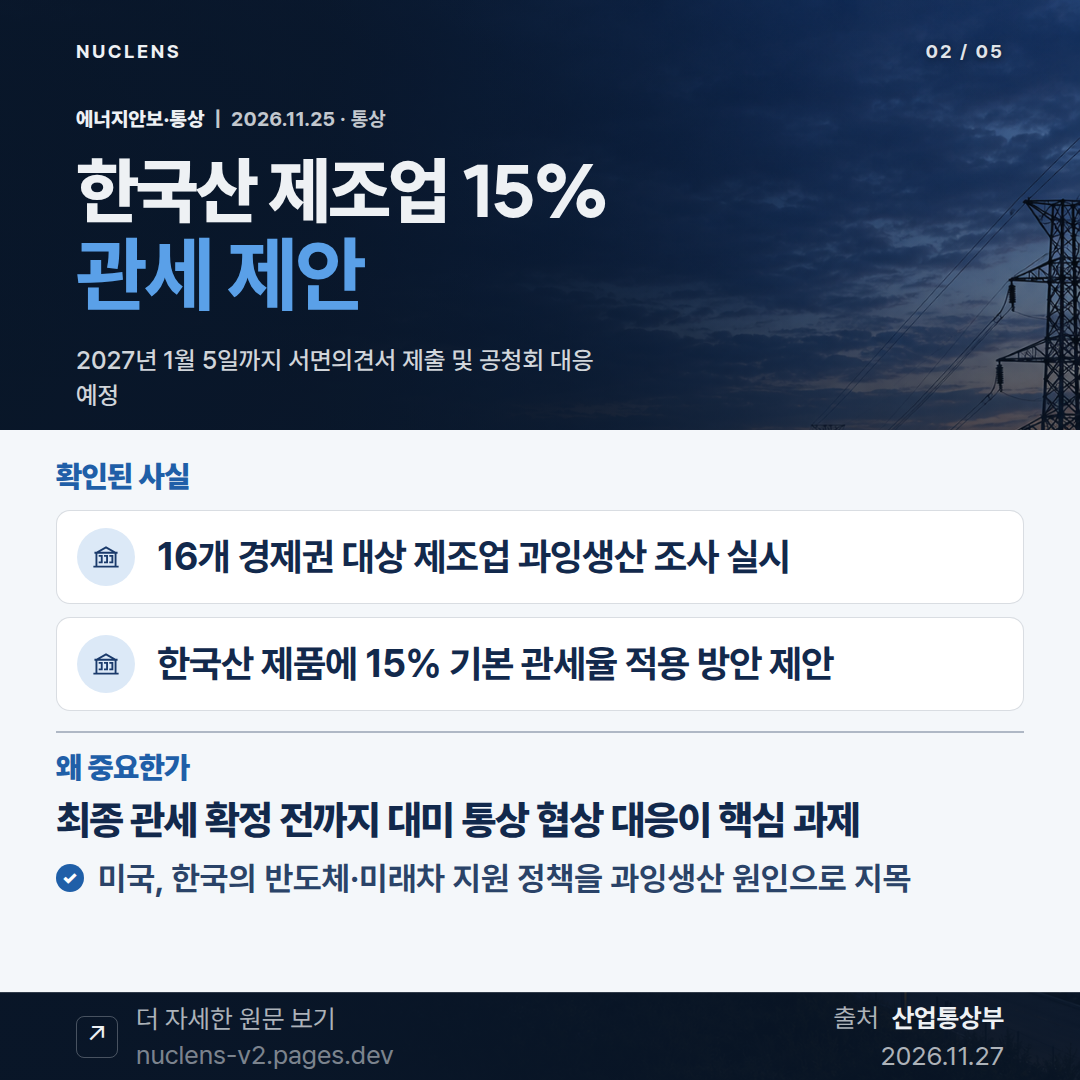 NUCLENS
02 / 05
에너지안보·통상 | 2026.11.25 · 통상
한국산 제조업 15%
관세 제안
2027년 1월 5일까지 서면의견서 제출 및 공청회 대응
예정
확인된 사실
16개 경제권 대상 제조업 과잉생산 조사 실시
한국산 제품에 15% 기본 관세율 적용 방안 제안
왜 중요한가
최종 관세 확정 전까지 대미 통상 협상 대응이 핵심 과제
미국, 한국의 반도체·미래차 지원 정책을 과잉생산 원인으로 지목
더 자세한 원문 보기
nuclens-v2.pages.dev
출처 산업통상부
2026.11.27